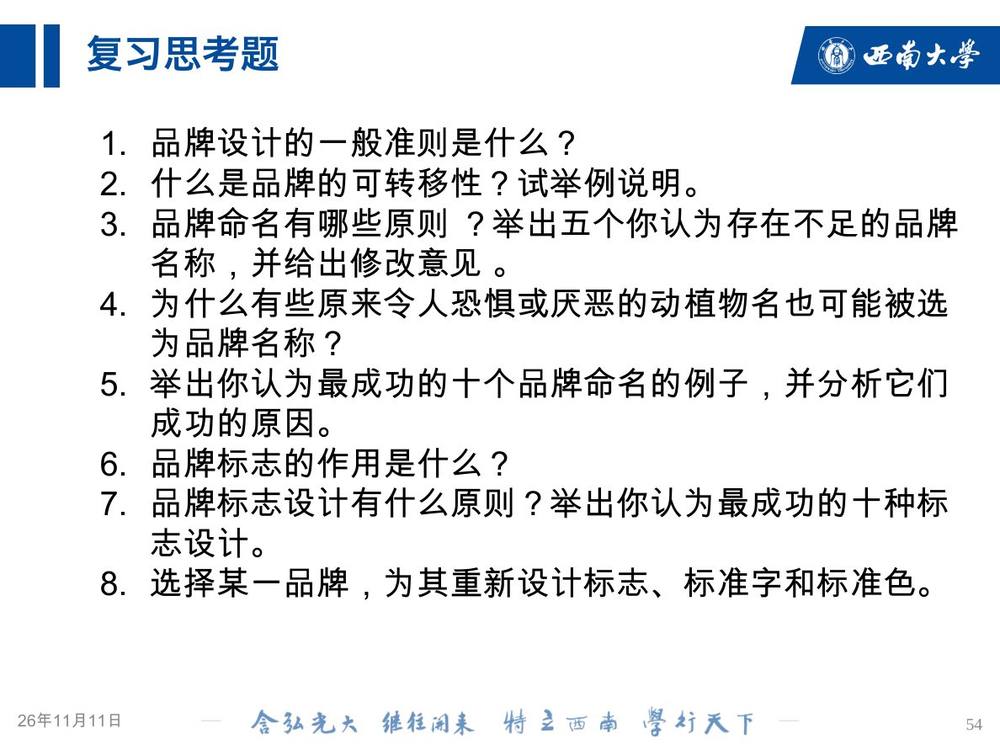 复习思考题
西南大学
1. 品牌设计的一般准则是什么？
2. 什么是品牌的可转移性？试举例说明。
3. 品牌命名有哪些原则 ？举出五个你认为存在不足的品牌
名称，并给出修改意见 。
4. 为什么有些原来令人恐惧或厌恶的动植物名也可能被选
为品牌名称？
5. 举出你认为最成功的十个品牌命名的例子，并分析它们
成功的原因。
6. 品牌标志的作用是什么？
7. 品牌标志设计有什么原则？举出你认为最成功的十种标
志设计。
8. 选择某一品牌，为其重新设计标志、标准字和标准色。
26年11月11日
含弘光大 继往开来 特立西南 學行天下
54